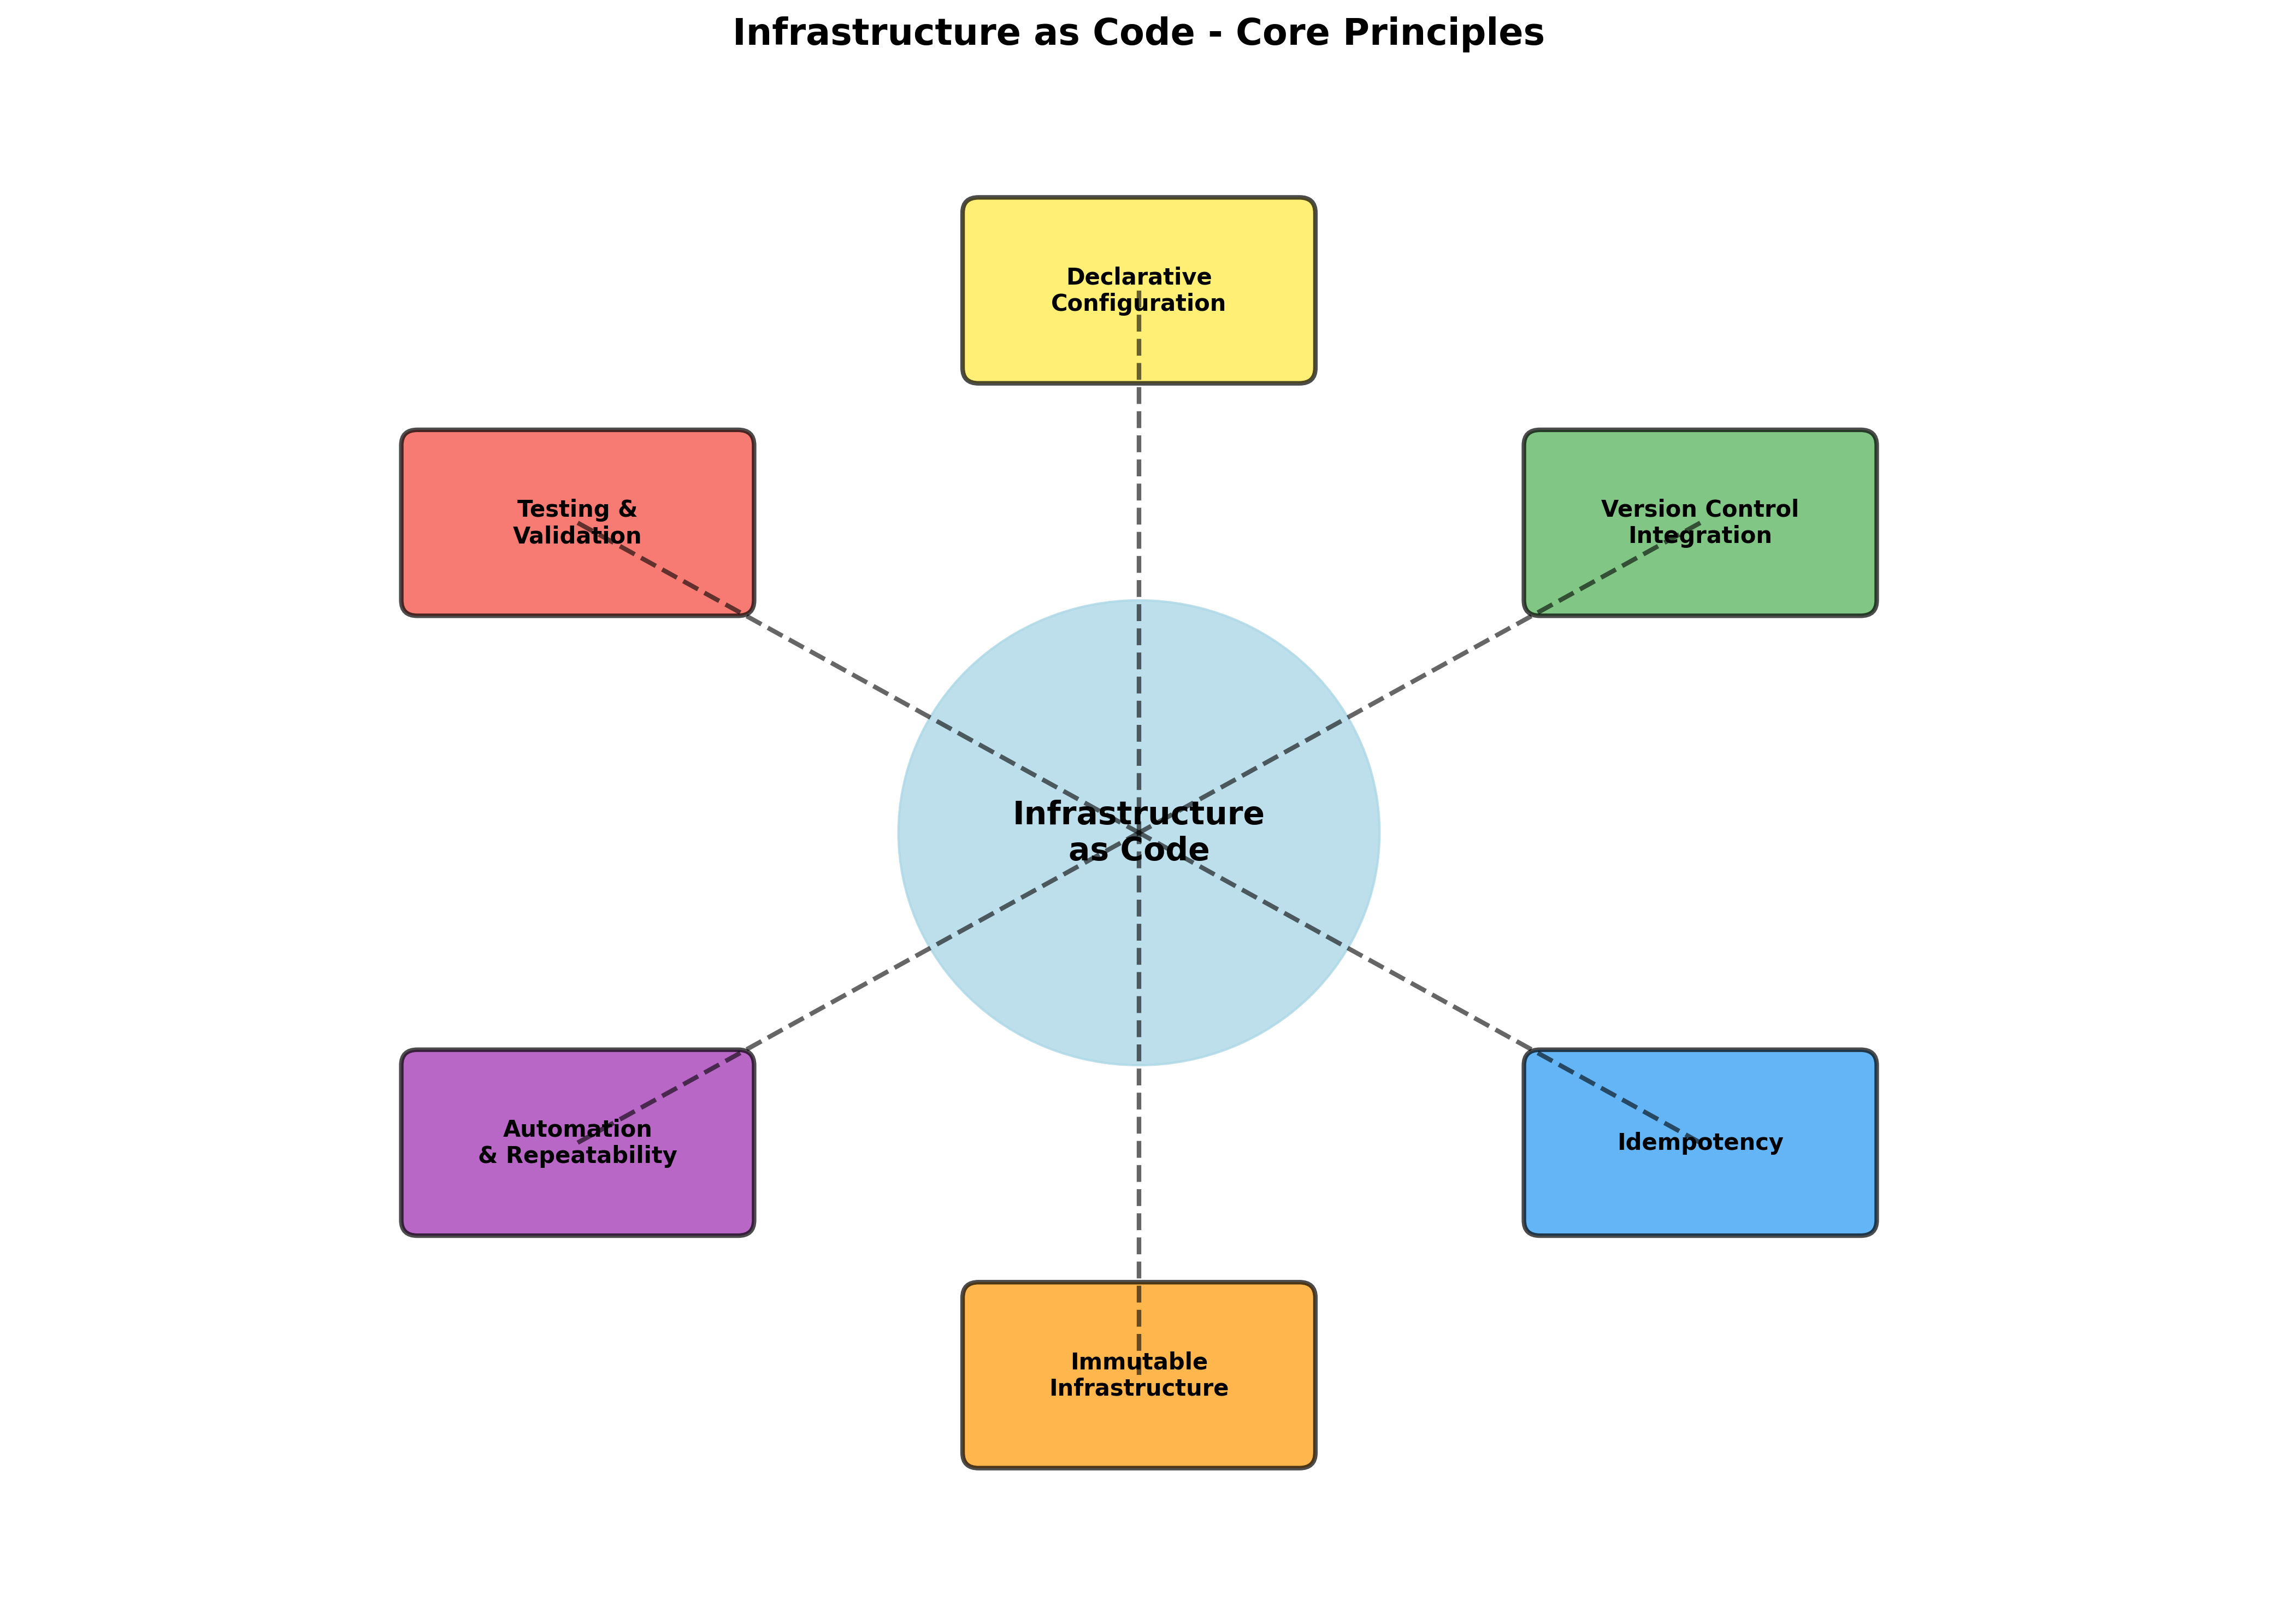 Infrastructure as Code - Core Principles
Declarative
Configuration
Testing &
Validation
Version Control
Integration
Infrastructure
as Code
Automation
& Repeatability
Idempotency
Immutable
Infrastructure